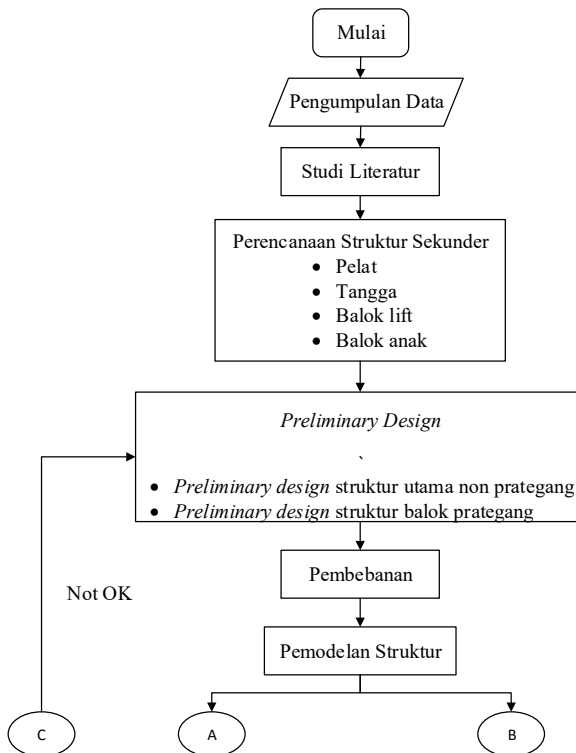 Mulai
Pengumpulan Data
Studi Literatur
Perencanaan Struktur Sekunder
• Pelat
• Tangga
• Balok lift
• Balok anak
Preliminary Design
`
• Preliminary design struktur utama non prategang
• Preliminary design struktur balok prategang
Not OK
Pembebanan
Pemodelan Struktur
C
A
B